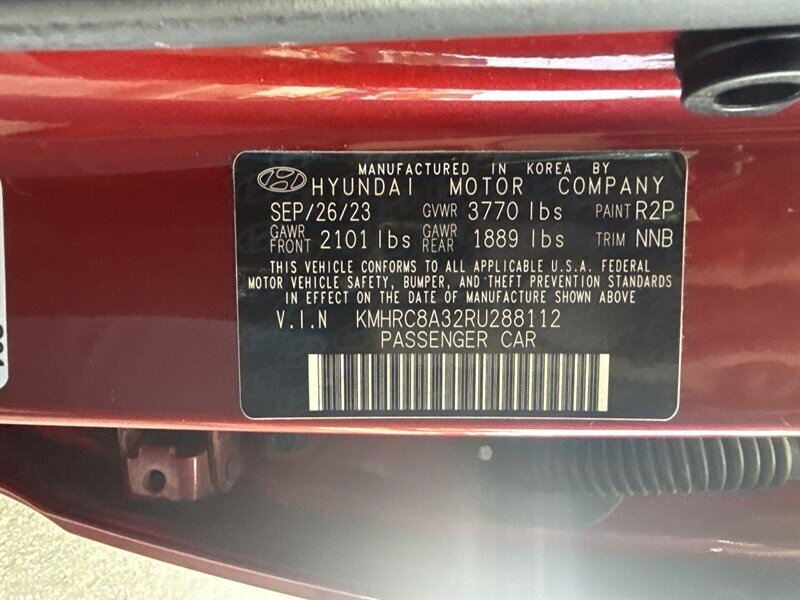 MANUFACTURED IN KOREA BY
HYUNDAI MOTOR COMPANY
SEP/26/23 GVWR 3770 lbs PAINT R2P
GAWR FRONT 2101 lbs GAWR REAR 1889 lbs TRIM NNB
THIS VEHICLE CONFORMS TO ALL APPLICABLE U.S.A. FEDERAL
MOTOR VEHICLE SAFETY, BUMPER, AND THEFT PREVENTION STANDARDS
IN EFFECT ON THE DATE OF MANUFACTURE SHOWN ABOVE
V.I.N KMHRC8A32RU288112
PASSENGER CAR